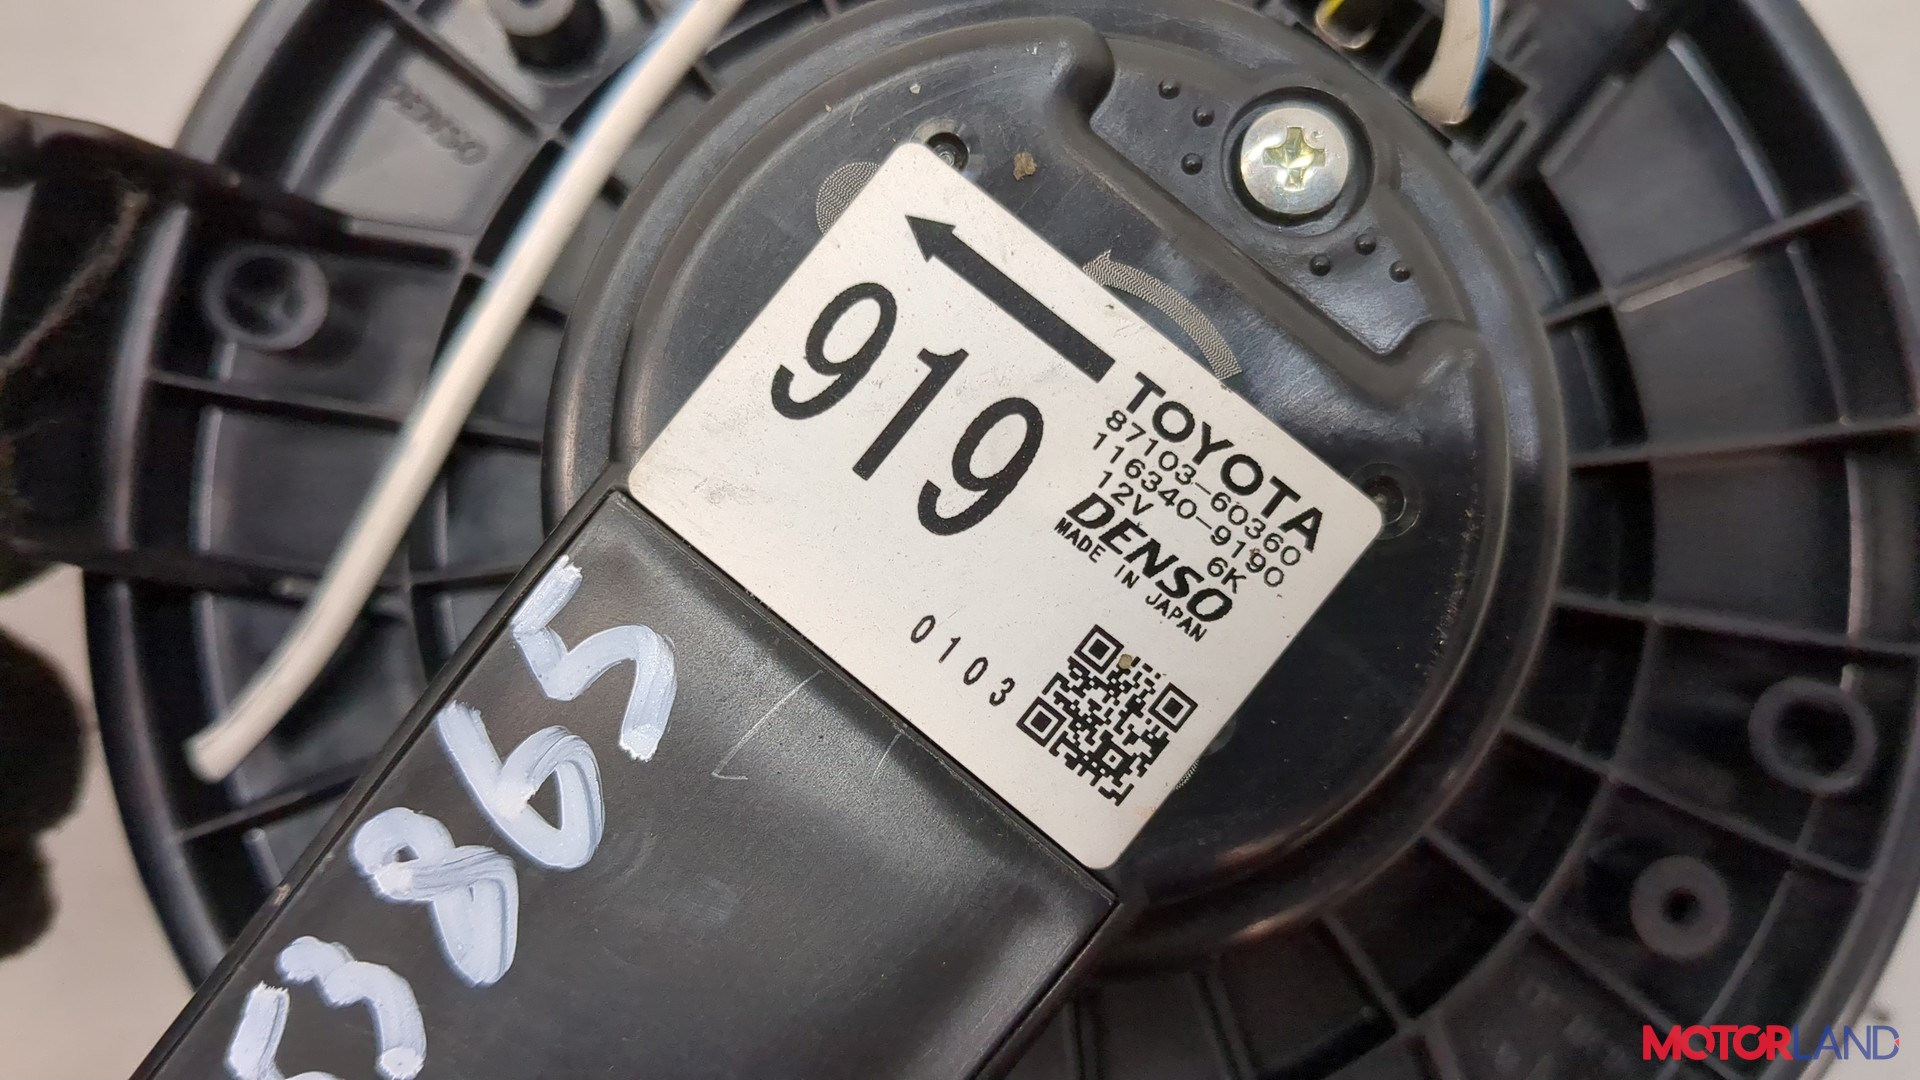 DENSO
919
TOYOTA
87103-60360
116340-9190
12V 6K
DENSO
MADE IN JAPAN
0103
MOTORLAND